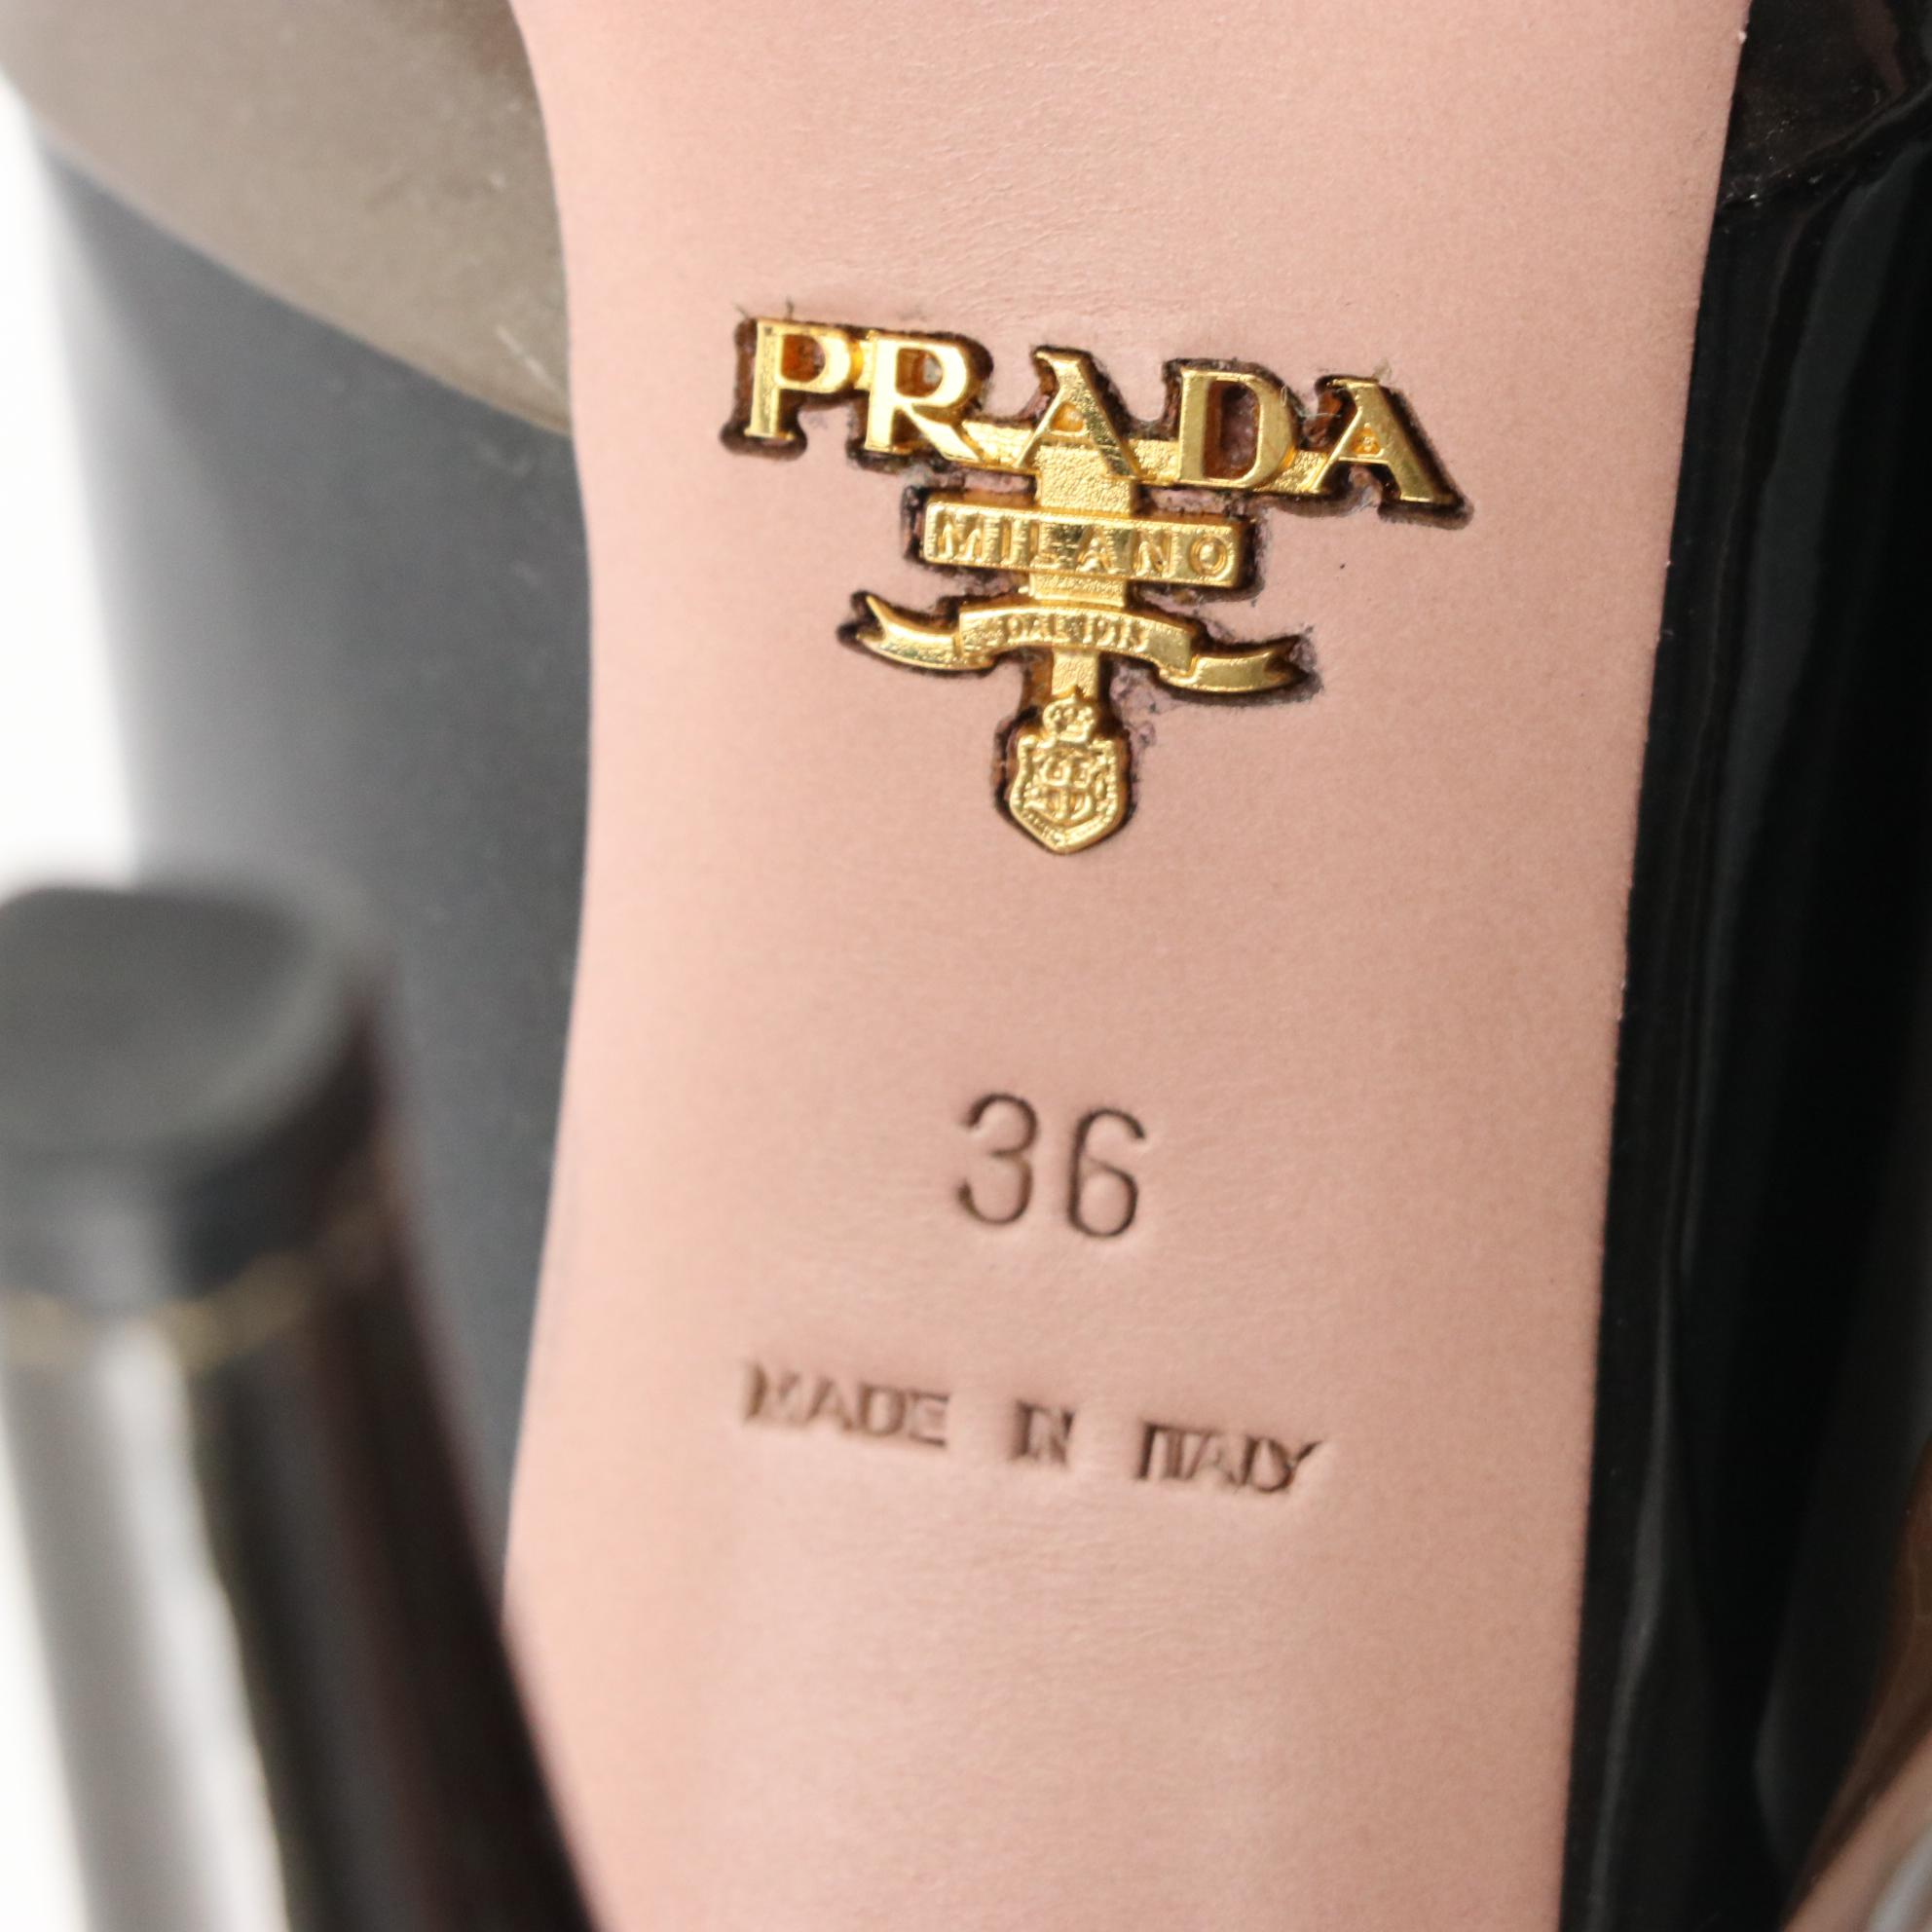 PRADA
MILANO
DAL 1913
36
MADE IN ITALY